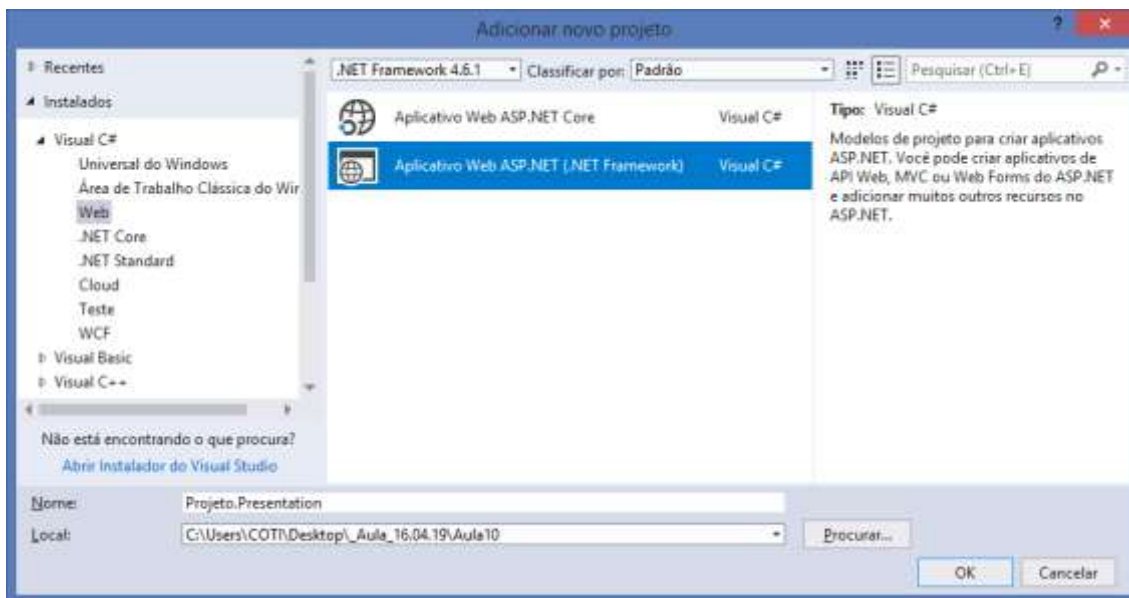 Adicionar novo projeto
?
Recentes
Instalados
Visual C#
Universal do Windows
Área de Trabalho Clássica do Wir
Web
.NET Core
.NET Standard
Cloud
Teste
WCF
Visual Basic
Visual C++
Não está encontrando o que procura?
Abrir Instalador do Visual Studio
.NET Framework 4.6.1 Classificar por: Padrão
Aplicativo Web ASP.NET Core Visual C#
Aplicativo Web ASP.NET (.NET Framework) Visual C#
Pesquisar (Ctrl+E)
Tipo: Visual C#
Modelos de projeto para criar aplicativos
ASP.NET. Você pode criar aplicativos de
API Web, MVC ou Web Forms do ASP.NET
e adicionar muitos outros recursos no
ASP.NET.
Nome: Projeto.Presentation
Local: C:\Users\COTI\Desktop\_Aula_16.04.19\Aula10
Procurar...
OK Cancelar